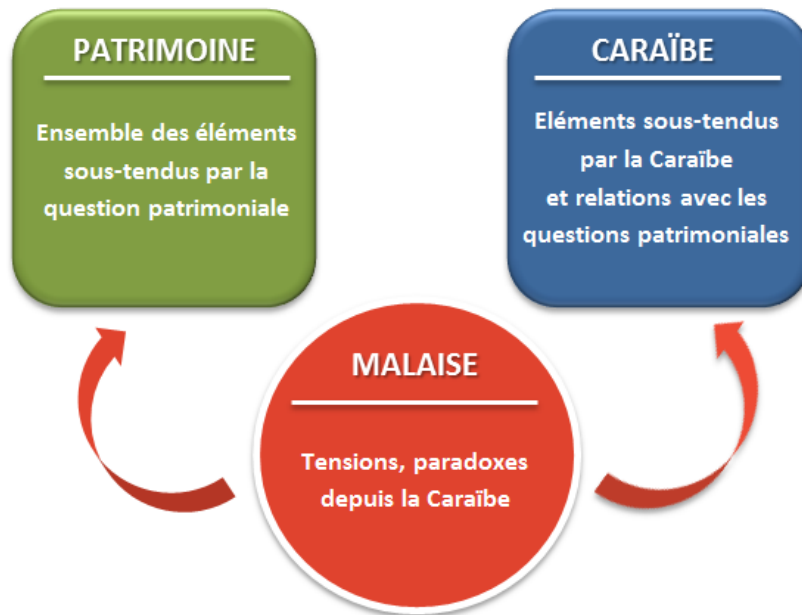 PATRIMOINE
Ensemble des éléments
sous-tendus par la
question patrimoniale
CARAÏBE
Eléments sous-tendus
par la Caraïbe
et relations avec les
questions patrimoniales
MALAISE
Tensions, paradoxes
depuis la Caraïbe